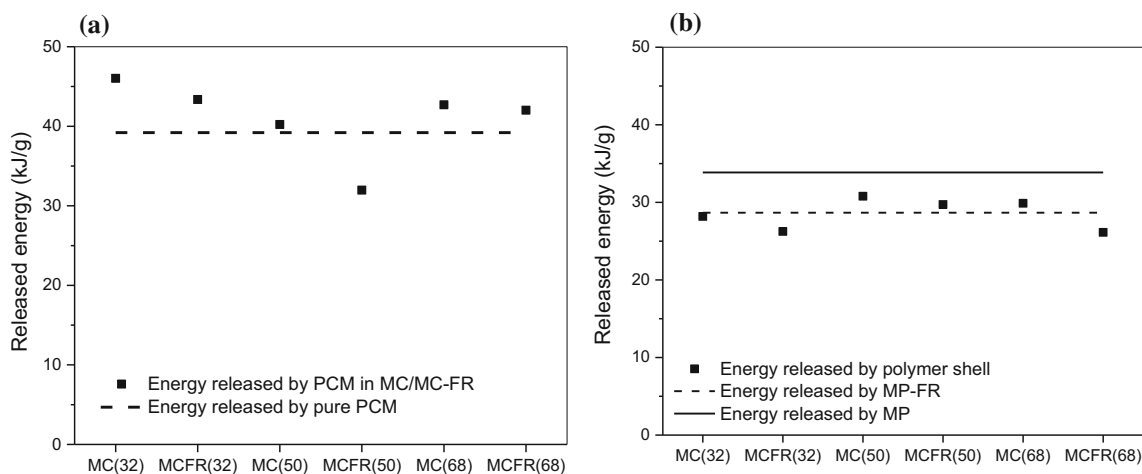 (a)
Released energy (kJ/g)
50
40
30
20
10
0
Energy released by PCM in MC/MC-FR
Energy released by pure PCM
MC(32) MCFR(32) MC(50) MCFR(50) MC(68) MCFR(68)
(b)
Released energy (kJ/g)
50
40
30
20
10
0
Energy released by polymer shell
Energy released by MP-FR
Energy released by MP
MC(32) MCFR(32) MC(50) MCFR(50) MC(68) MCFR(68)